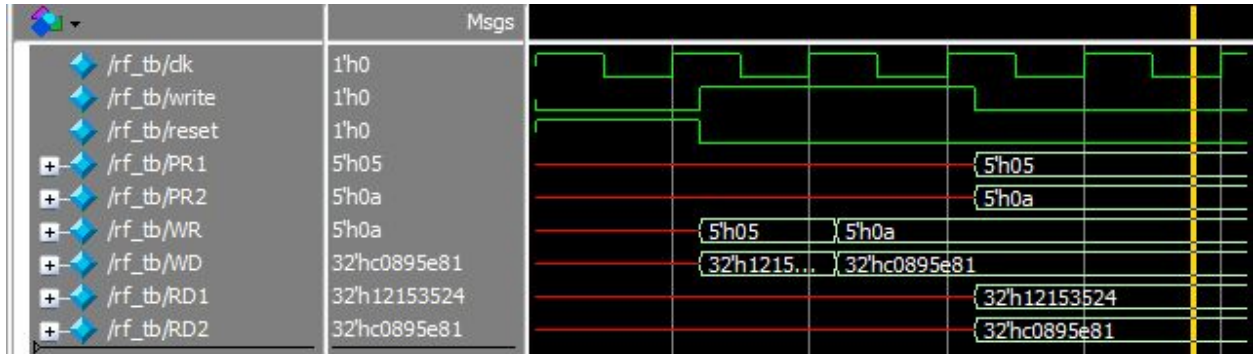 Msgs
/rf_tb/clk 1'h0
/rf_tb/write 1'h0
/rf_tb/reset 1'h0
/rf_tb/PR1 5'h05 5'h05
/rf_tb/PR2 5'h0a 5'h0a
/rf_tb/WR 5'h0a 5'h05 5'h0a
/rf_tb/WD 32'hc0895e81 32'h1215... 32'hc0895e81
/rf_tb/RD1 32'h12153524 32'h12153524
/rf_tb/RD2 32'hc0895e81 32'hc0895e81